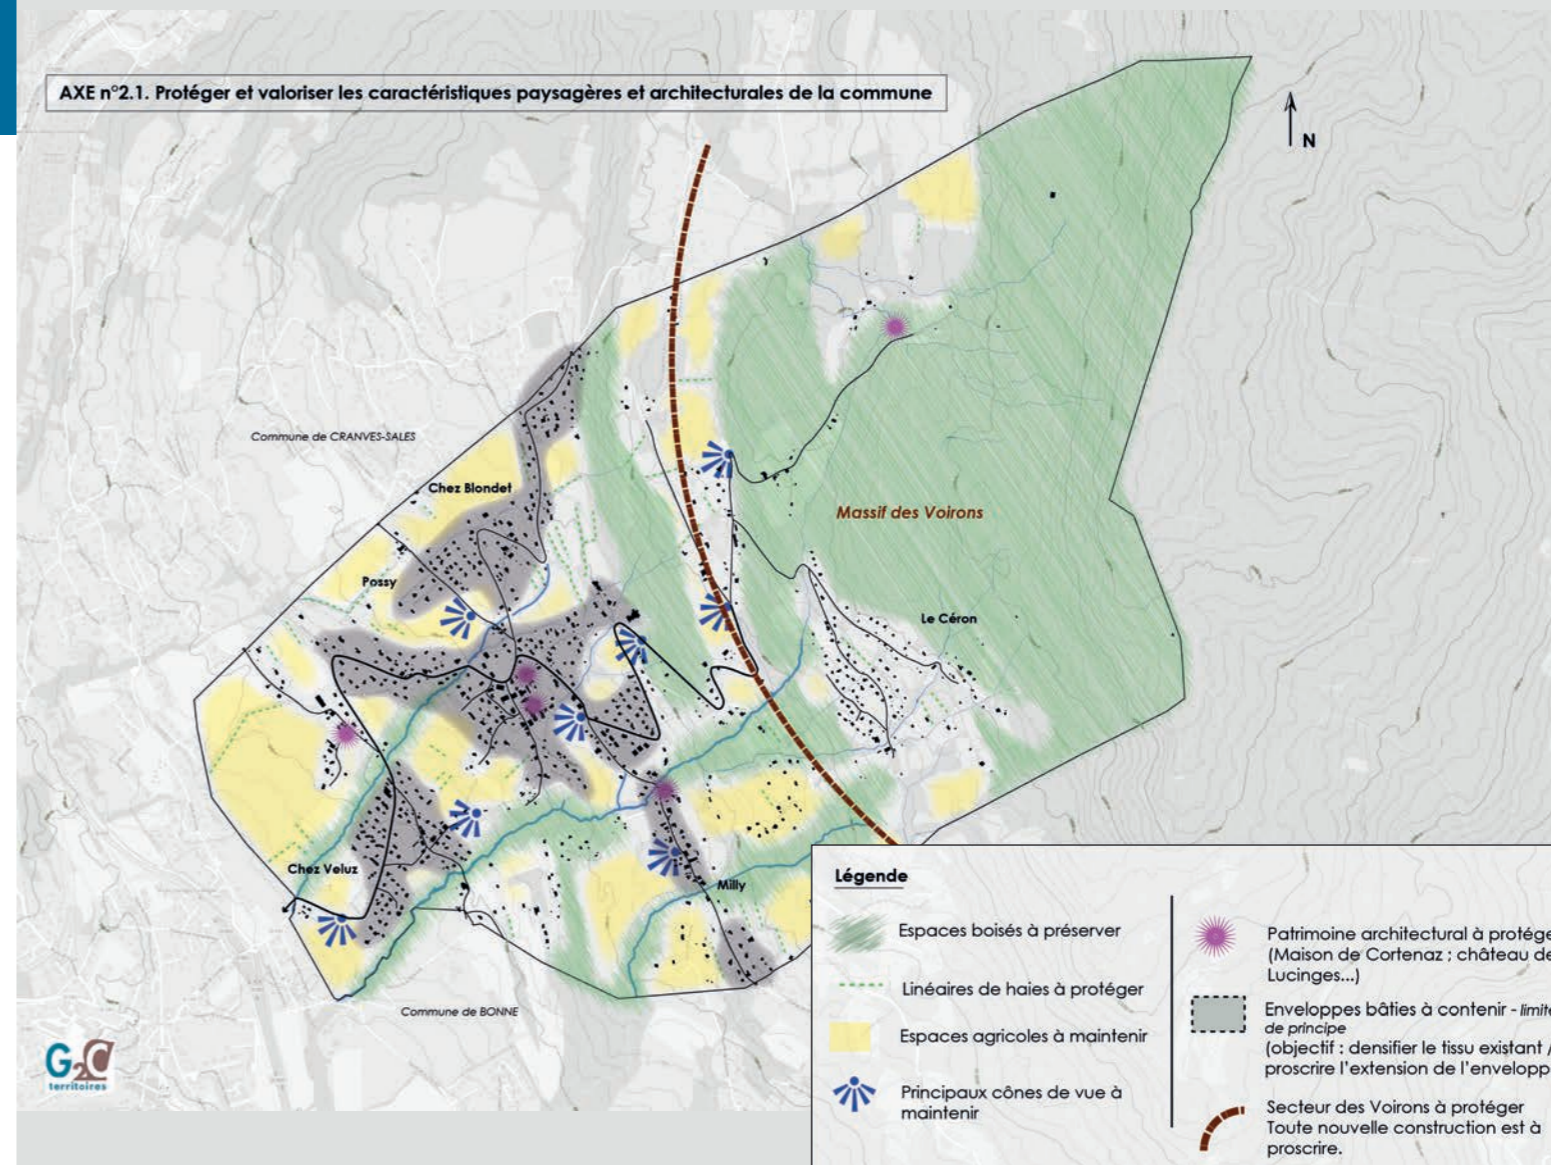 AXE n°2.1. Protéger et valoriser les caractéristiques paysagères et architecturales de la commune
N
Commune de CRANVES-SALES
Chez Blondet
Massif des Voirons
Possy
Le Céron
Chez Veluz
Milly
Commune de BONNE
G2C
territoires
Légende
Espaces boisés à préserver
Linéaires de haies à protéger
Espaces agricoles à maintenir
Principaux cônes de vue à
maintenir
Patrimoine architectural à protége
(Maison de Cortenaz ; château de
Lucinges...)
Enveloppes bâties à contenir - limite
de principe
(objectif : densifier le tissu existant /
proscrire l'extension de l'envelopp
Secteur des Voirons à protéger
Toute nouvelle construction est à
proscrire.